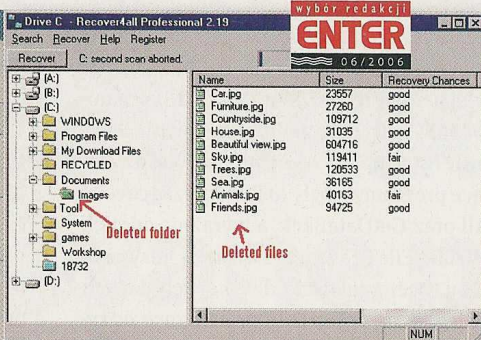 Drive C - Recover4all Professional 2.19
wybór redakcji
ENTER
06/2006
Search Recover Help Register
Recover C: second scan aborted.
(A:)
(B:)
(C:)
WINDOWS
Program Files
My Download Files
RECYCLED
Documents
Images
Tool
System
games
Workshop
18732
(D:)
Deleted folder
Name Size Recovery Chances
Car.jpg 23557 good
Furniture.jpg 27260 good
Countryside.jpg 109712 good
House.jpg 31035 good
Beautiful view.jpg 604716 good
Sky.jpg 119411 fair
Trees.jpg 120533 good
Sea.jpg 36165 good
Animals.jpg 40163 fair
Friends.jpg 94725 good
Deleted files
NUM